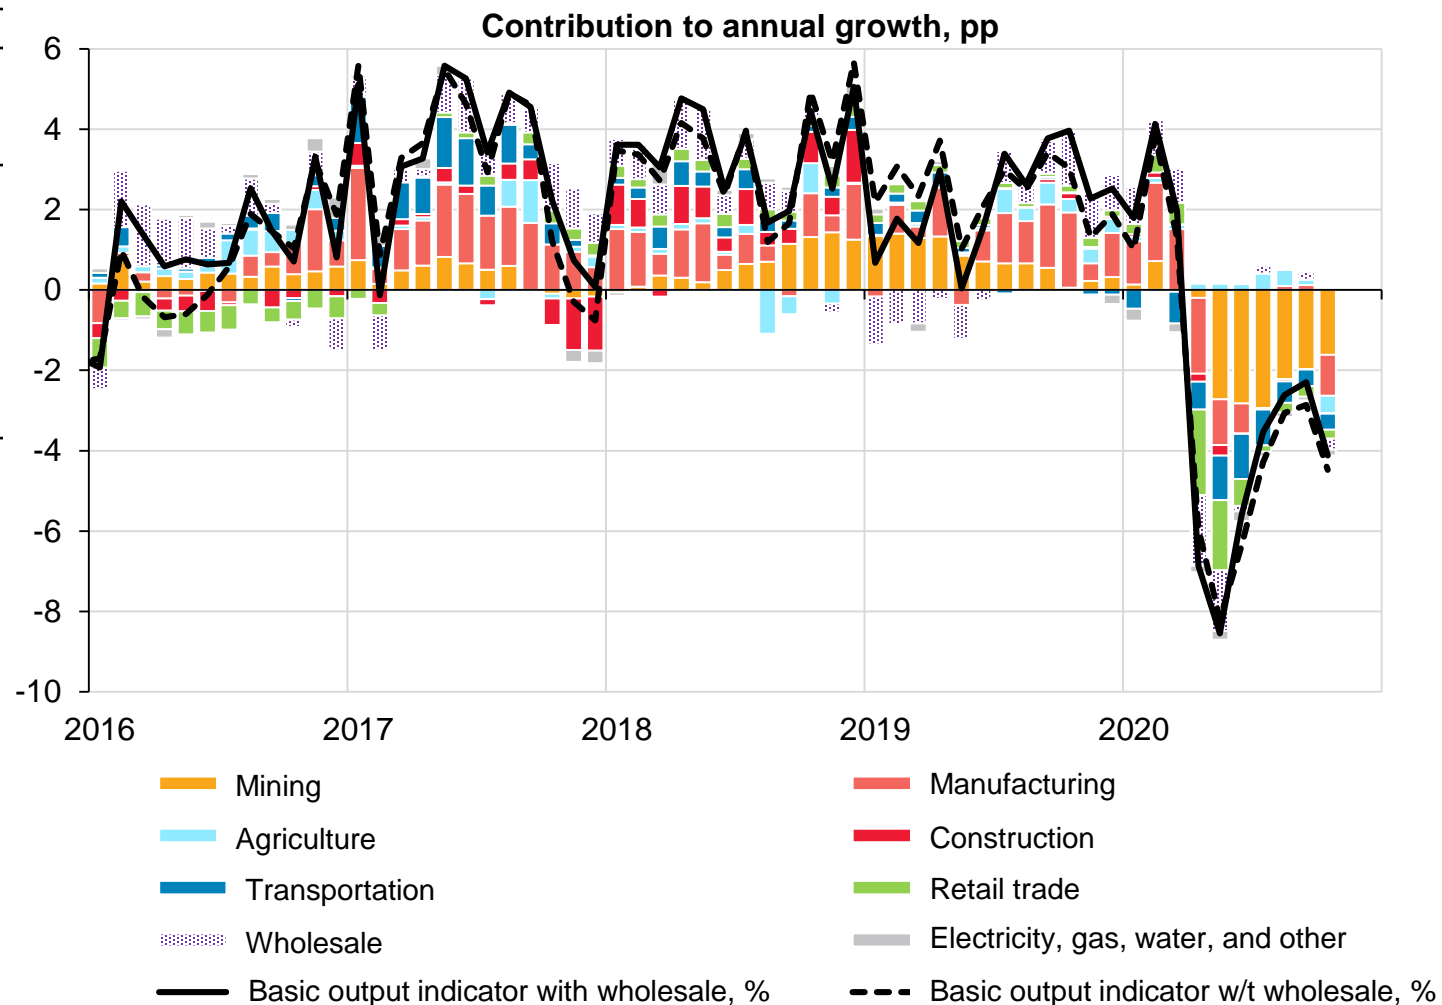 Contribution to annual growth, pp
6
4
2
0
-2
-4
-6
-8
-10
2016 2017 2018 2019 2020
Mining Manufacturing
Agriculture Construction
Transportation Retail trade
Wholesale Electricity, gas, water, and other
Basic output indicator with wholesale, % Basic output indicator w/t wholesale, %